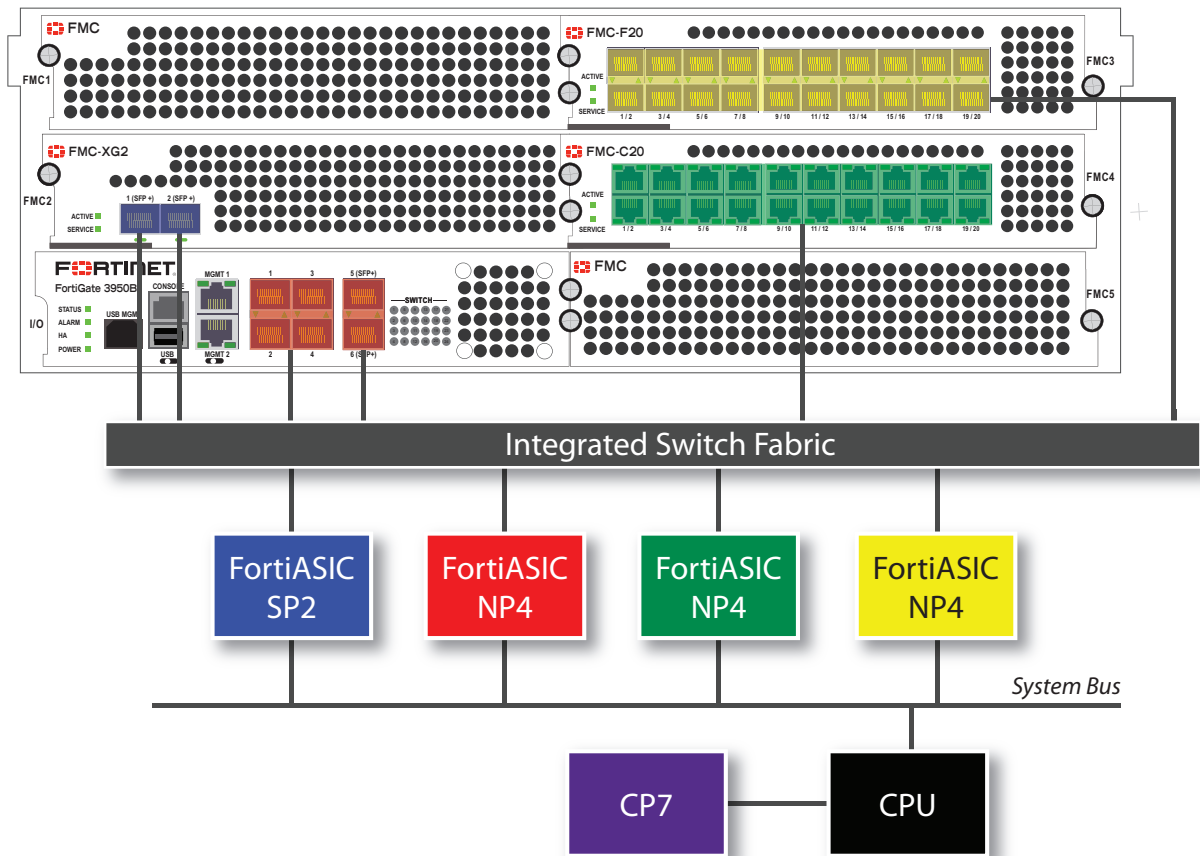 FMC
FMC1
FMC-F20
ACTIVE
SERVICE
1 / 2 3 / 4 5 / 6 7 / 8 9 / 10 11 / 12 13 / 14 15 / 16 17 / 18 19 / 20
FMC3
FMC-XG2
FMC2
1 (SFP +) 2 (SFP +)
ACTIVE
SERVICE
FMC-C20
ACTIVE
SERVICE
1 / 2 3 / 4 5 / 6 7 / 8 9 / 10 11 / 12 13 / 14 15 / 16 17 / 18 19 / 20
FMC4
FORTINET
FortiGate 3950B
I/O
STATUS
ALARM
HA
POWER
USB MGMT
CONSOLE
USB
MGMT 1
MGMT 2
1 3 5 (SFP+)
2 4 6 (SFP+)
SWITCH
FMC
FMC5
Integrated Switch Fabric
FortiASIC
SP2
FortiASIC
NP4
FortiASIC
NP4
FortiASIC
NP4
System Bus
CP7
CPU